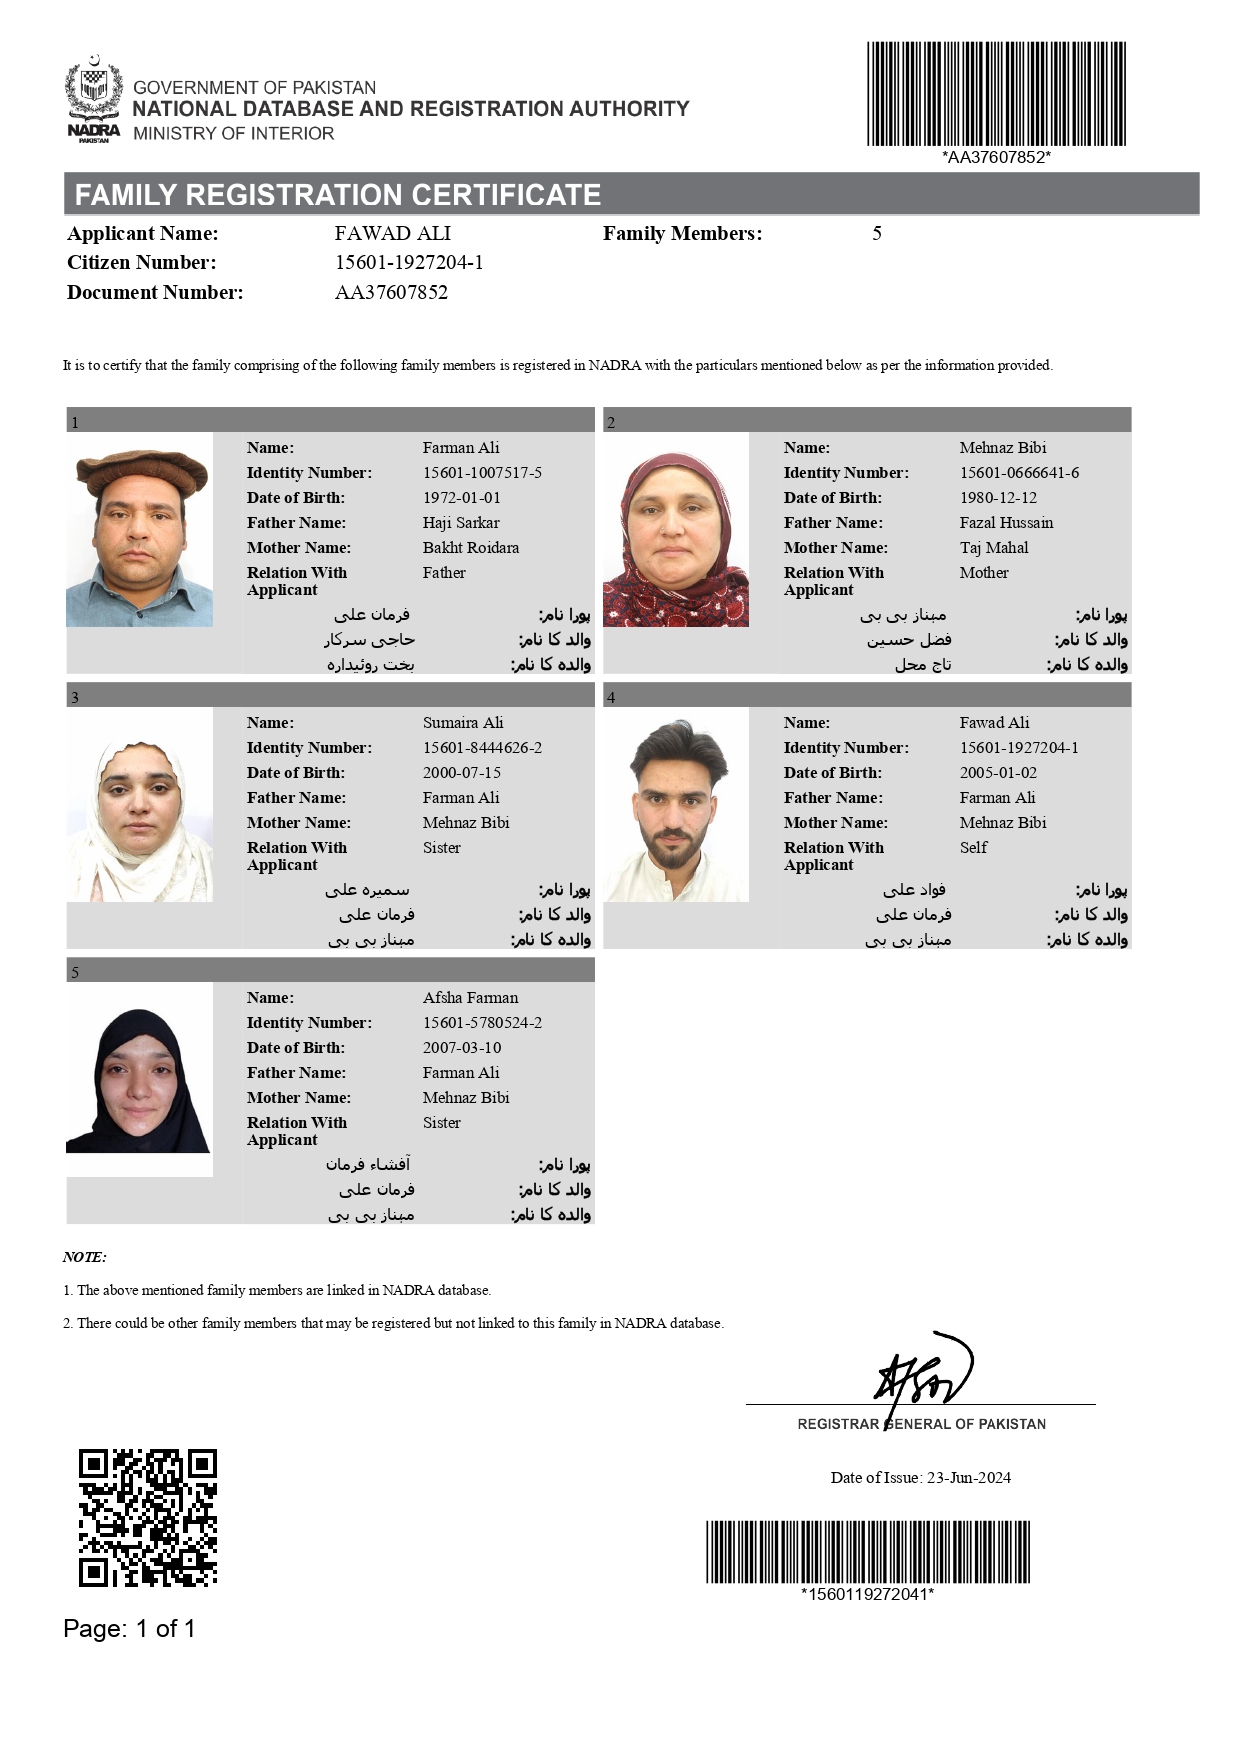 GOVERNMENT OF PAKISTAN
NATIONAL DATABASE AND REGISTRATION AUTHORITY
MINISTRY OF INTERIOR
NADRA
PAKISTAN
*AA37607852*
FAMILY REGISTRATION CERTIFICATE
Applicant Name: FAWAD ALI Family Members: 5
Citizen Number: 15601-1927204-1
Document Number: AA37607852
It is to certify that the family comprising of the following family members is registered in NADRA with the particulars mentioned below as per the information provided.
1
Name: Farman Ali
Identity Number: 15601-1007517-5
Date of Birth: 1972-01-01
Father Name: Haji Sarkar
Mother Name: Bakht Roidara
Relation With Father
Applicant
پورا نام: فرمان علی
والد کا نام: حاجی سرکار
والدہ کا نام: بخت روئیدارہ
2
Name: Mehnaz Bibi
Identity Number: 15601-0666641-6
Date of Birth: 1980-12-12
Father Name: Fazal Hussain
Mother Name: Taj Mahal
Relation With Mother
Applicant
پورا نام: مہناز بی بی
والد کا نام: فضل حسین
والدہ کا نام: تاج محل
3
Name: Sumaira Ali
Identity Number: 15601-8444626-2
Date of Birth: 2000-07-15
Father Name: Farman Ali
Mother Name: Mehnaz Bibi
Relation With Sister
Applicant
پورا نام: سمیرہ علی
والد کا نام: فرمان علی
والدہ کا نام: مہناز بی بی
4
Name: Fawad Ali
Identity Number: 15601-1927204-1
Date of Birth: 2005-01-02
Father Name: Farman Ali
Mother Name: Mehnaz Bibi
Relation With Self
Applicant
پورا نام: فواد علی
والد کا نام: فرمان علی
والدہ کا نام: مہناز بی بی
5
Name: Afsha Farman
Identity Number: 15601-5780524-2
Date of Birth: 2007-03-10
Father Name: Farman Ali
Mother Name: Mehnaz Bibi
Relation With Sister
Applicant
پورا نام: آفشاء فرمان
والد کا نام: فرمان علی
والدہ کا نام: مہناز بی بی
NOTE:
1. The above mentioned family members are linked in NADRA database.
2. There could be other family members that may be registered but not linked to this family in NADRA database.
REGISTRAR GENERAL OF PAKISTAN
Date of Issue: 23-Jun-2024
*1560119272041*
Page: 1 of 1